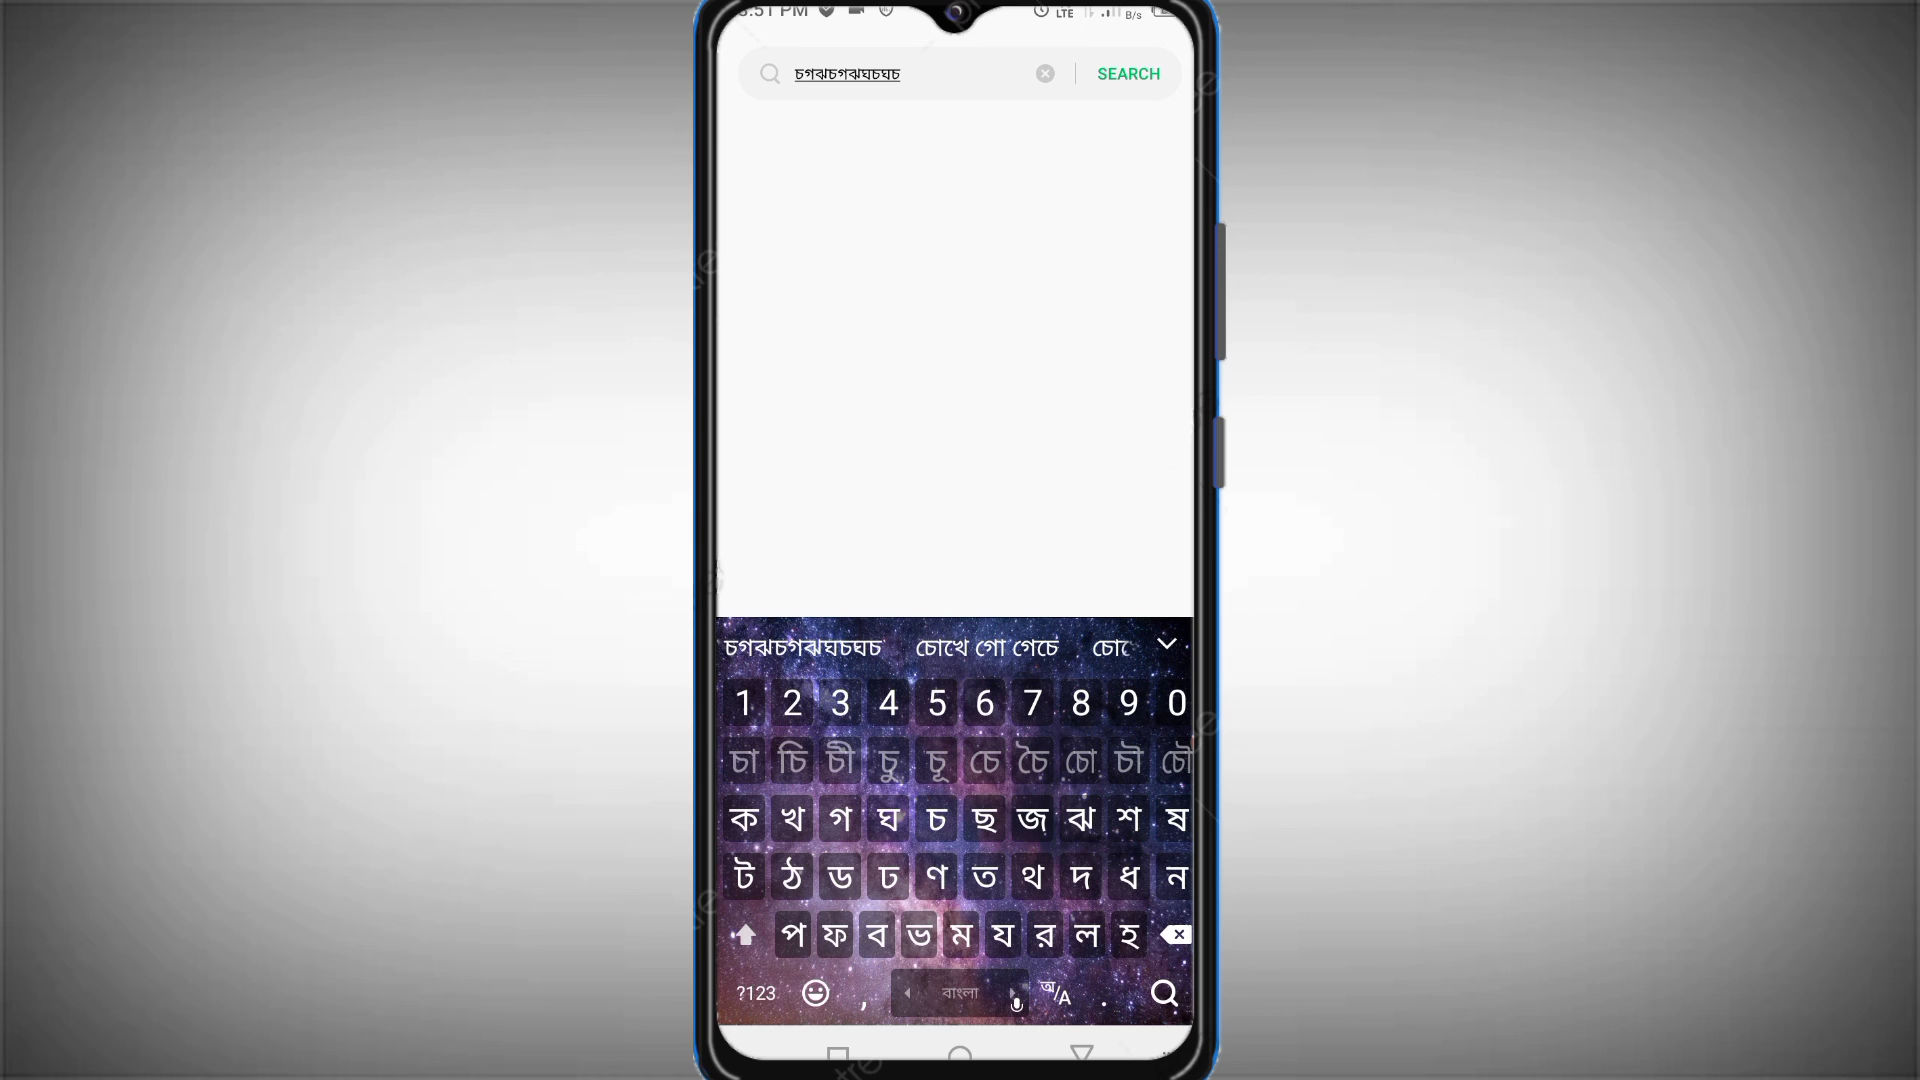 3:51 PM LTE B/s
চগঝচগঝঘচঘচ SEARCH
চগঝচগঝঘচঘচ চোখে গো গেচে
1 2 3 4 5 6 7 8 9 0
চা চি চী চু চূ চে চৈ চো চৗ চৌ
ক খ গ ঘ চ ছ জ ঝ শ ষ
ট ঠ ড ঢ ণ ত থ দ ধ ন
প ফ ব ভ ম য র ল হ
?123 , বাংলা অ/A .